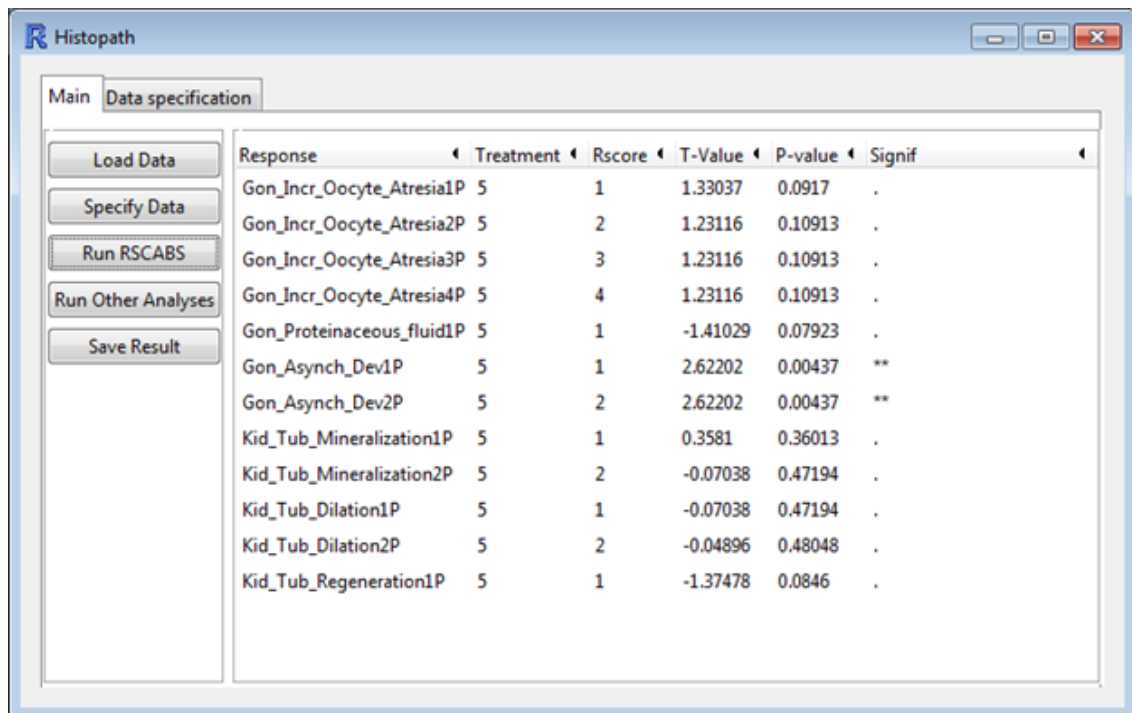 Histopath
Main Data specification
Load Data
Specify Data
Run RSCABS
Run Other Analyses
Save Result
Response Treatment Rscore T-Value P-value Signif
Gon_Incr_Oocyte_Atresia1P 5 1 1.33037 0.0917 .
Gon_Incr_Oocyte_Atresia2P 5 2 1.23116 0.10913 .
Gon_Incr_Oocyte_Atresia3P 5 3 1.23116 0.10913 .
Gon_Incr_Oocyte_Atresia4P 5 4 1.23116 0.10913 .
Gon_Proteinaceous_fluid1P 5 1 -1.41029 0.07923 .
Gon_Asynch_Dev1P 5 1 2.62202 0.00437 **
Gon_Asynch_Dev2P 5 2 2.62202 0.00437 **
Kid_Tub_Mineralization1P 5 1 0.3581 0.36013 .
Kid_Tub_Mineralization2P 5 2 -0.07038 0.47194 .
Kid_Tub_Dilation1P 5 1 -0.07038 0.47194 .
Kid_Tub_Dilation2P 5 2 -0.04896 0.48048 .
Kid_Tub_Regeneration1P 5 1 -1.37478 0.0846 .